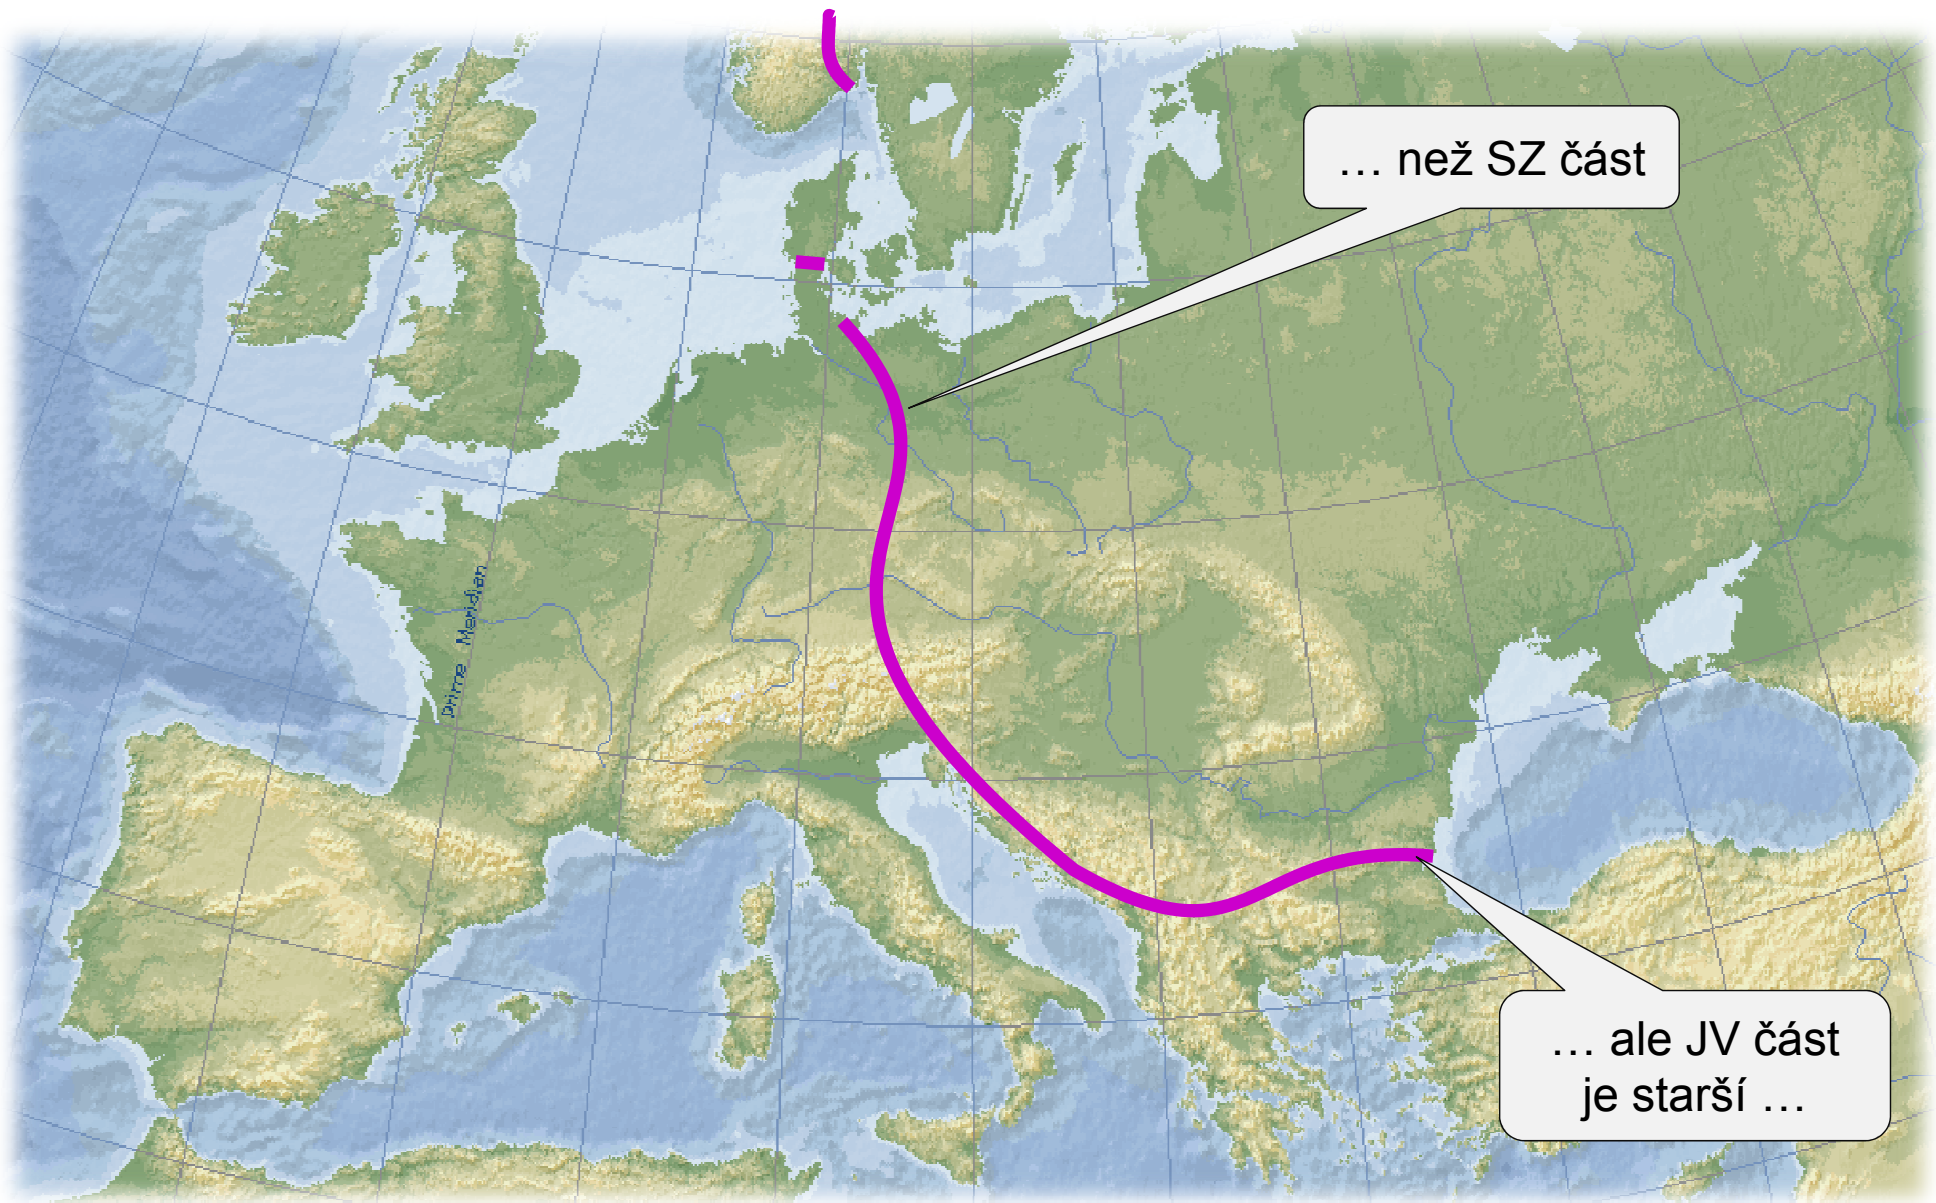 … než SZ část
Prime Meridian
… ale JV část
je starší …